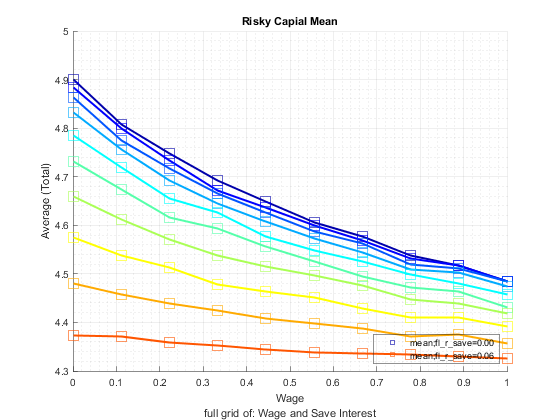 Risky Capial Mean
Average (Total)
5
4.9
4.8
4.7
4.6
4.5
4.4
4.3
0 0.1 0.2 0.3 0.4 0.5 0.6 0.7 0.8 0.9 1
mean;fl_r_save=0.00
mean;fl_r_save=0.06
Wage
full grid of: Wage and Save Interest